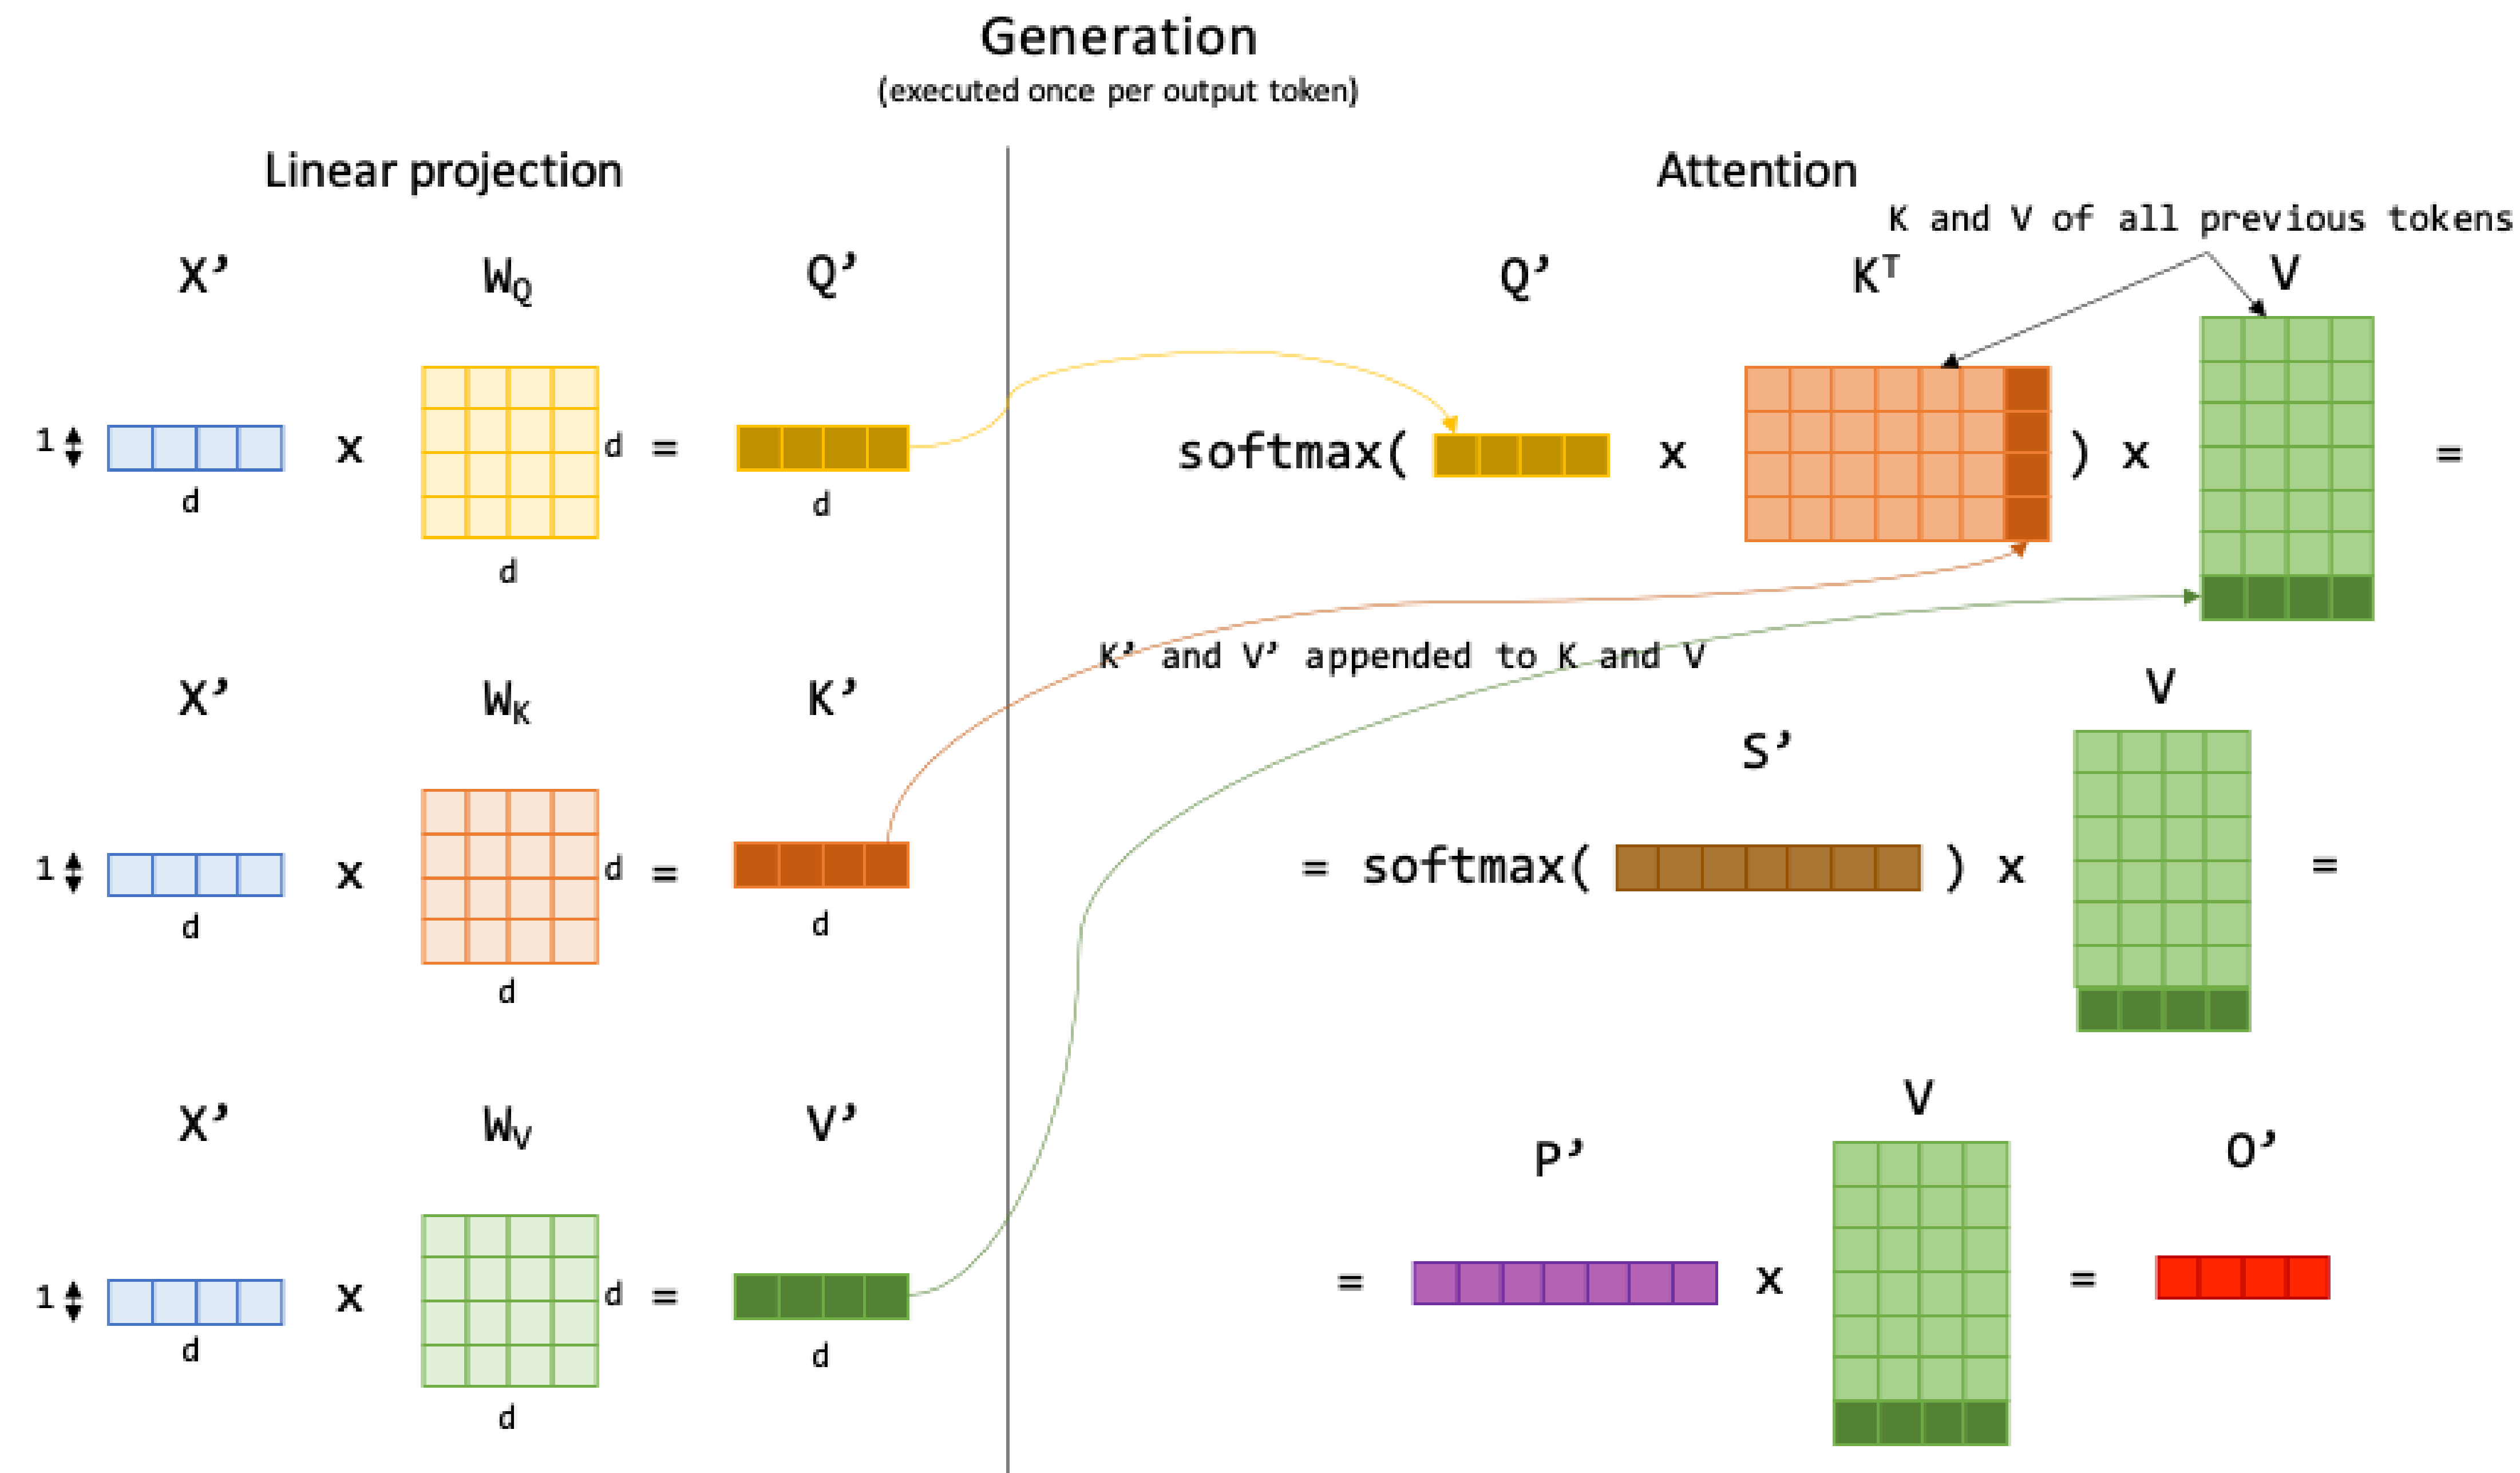 Generation
(executed once per output token)
Linear projection
Attention
K and V of all previous tokens
X’ W_Q Q’ Q’ K^T V
1 x d = softmax( x ) x =
d d
d
K’ and V’ appended to K and V
X’ W_K K’ S’ V
1 x d = = softmax( ) x =
d d
d
X’ W_V V’ P’ V O’
1 x d = = x =
d d
d